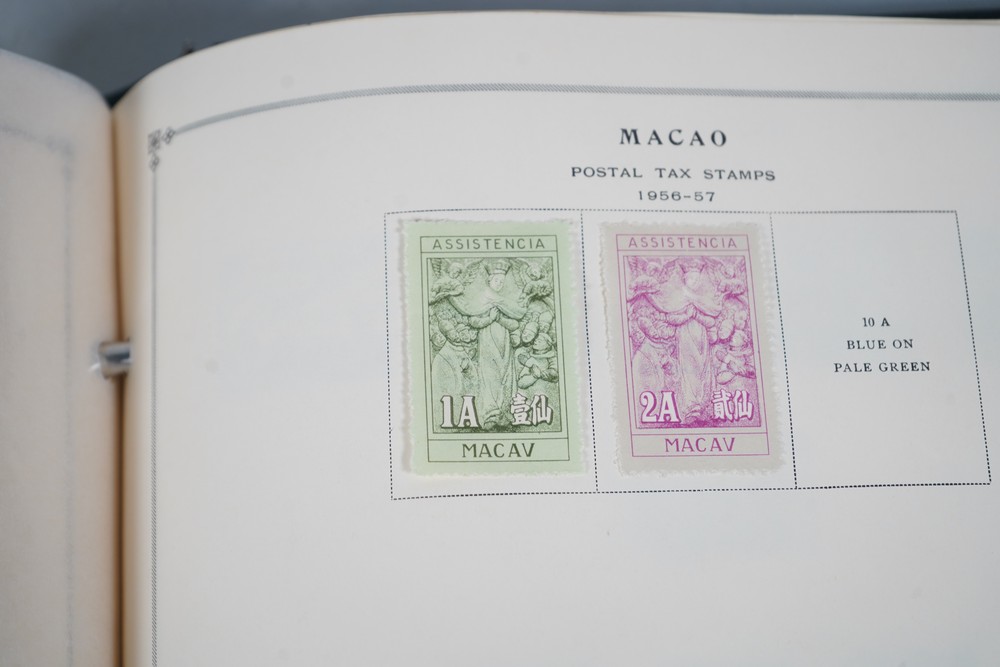 MACAO
POSTAL TAX STAMPS
1956-57
ASSISTENCIA
1A 壹仙
MACAV
ASSISTENCIA
2A 貳仙
MACAV
10 A
BLUE ON
PALE GREEN